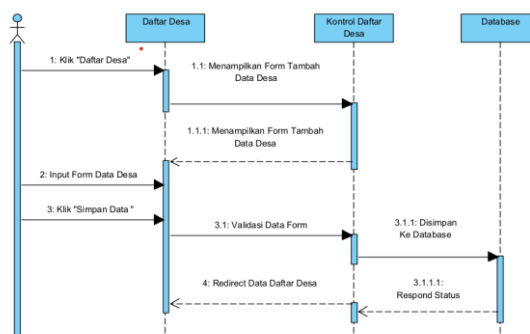 Daftar Desa
Kontrol Daftar
Desa
Database
1: Klik "Daftar Desa"
1.1: Menampilkan Form Tambah
Data Desa
1.1.1: Menampilkan Form Tambah
Data Desa
2: Input Form Data Desa
3: Klik "Simpan Data "
3.1: Validasi Data Form
3.1.1: Disimpan
Ke Database
4: Redirect Data Daftar Desa
3.1.1.1:
Respond Status